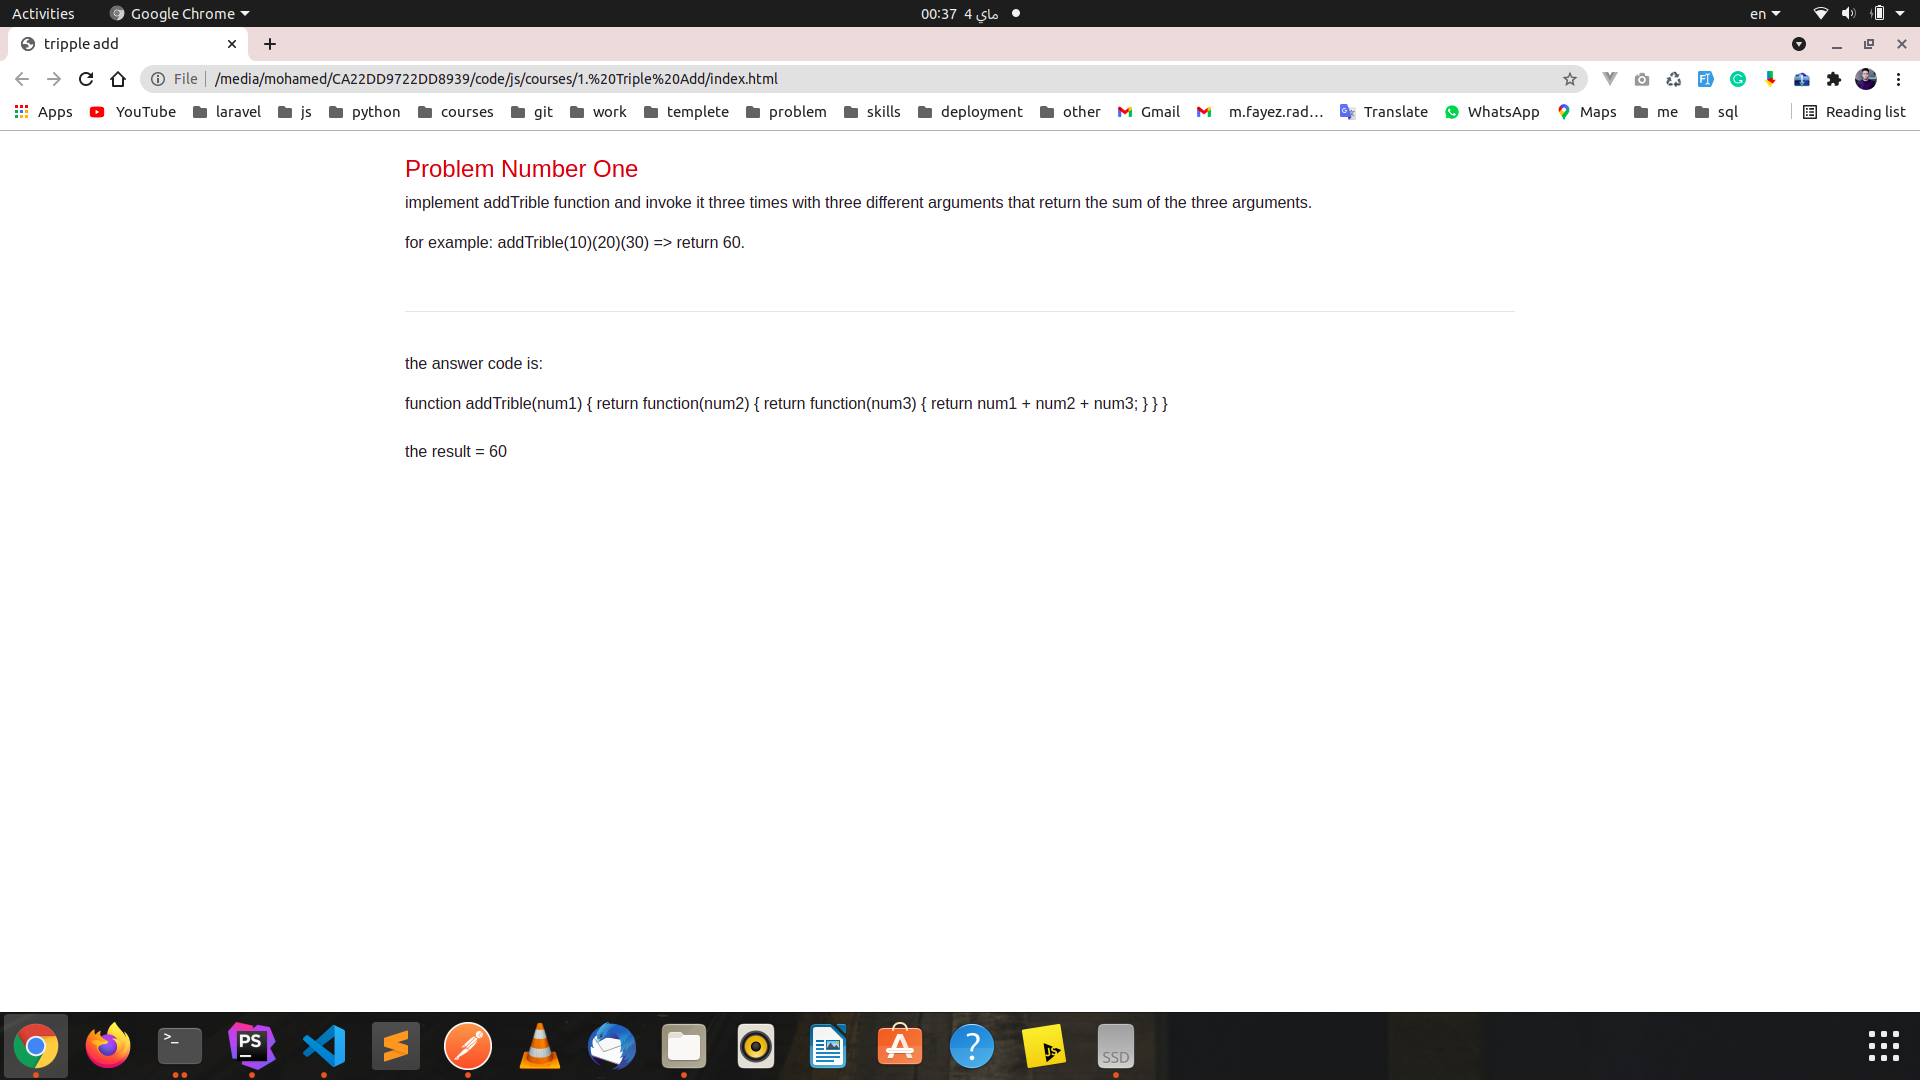 Activities
Google Chrome
00:37 4 ماي
en
tripple add
File
/media/mohamed/CA22DD9722DD8939/code/js/courses/1.%20Triple%20Add/index.html
Apps YouTube laravel js python courses git work templete problem skills deployment other Gmail m.fayez.rad... Translate WhatsApp Maps me sql Reading list
Problem Number One
implement addTrible function and invoke it three times with three different arguments that return the sum of the three arguments.
for example: addTrible(10)(20)(30) => return 60.
the answer code is:
function addTrible(num1) { return function(num2) { return function(num3) { return num1 + num2 + num3; } } }
the result = 60
>_
PS
?
JS
SSD